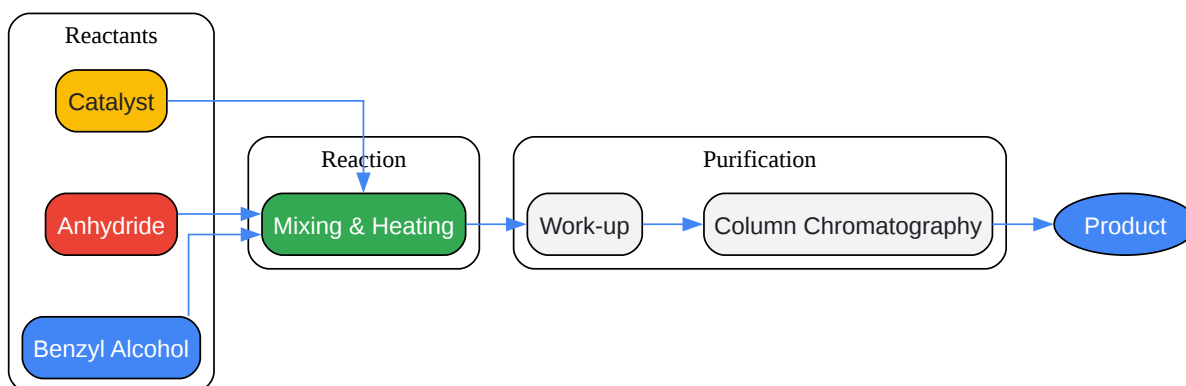 Reactants
Catalyst
Anhydride
Benzyl Alcohol
Reaction
Mixing & Heating
Purification
Work-up
Column Chromatography
Product